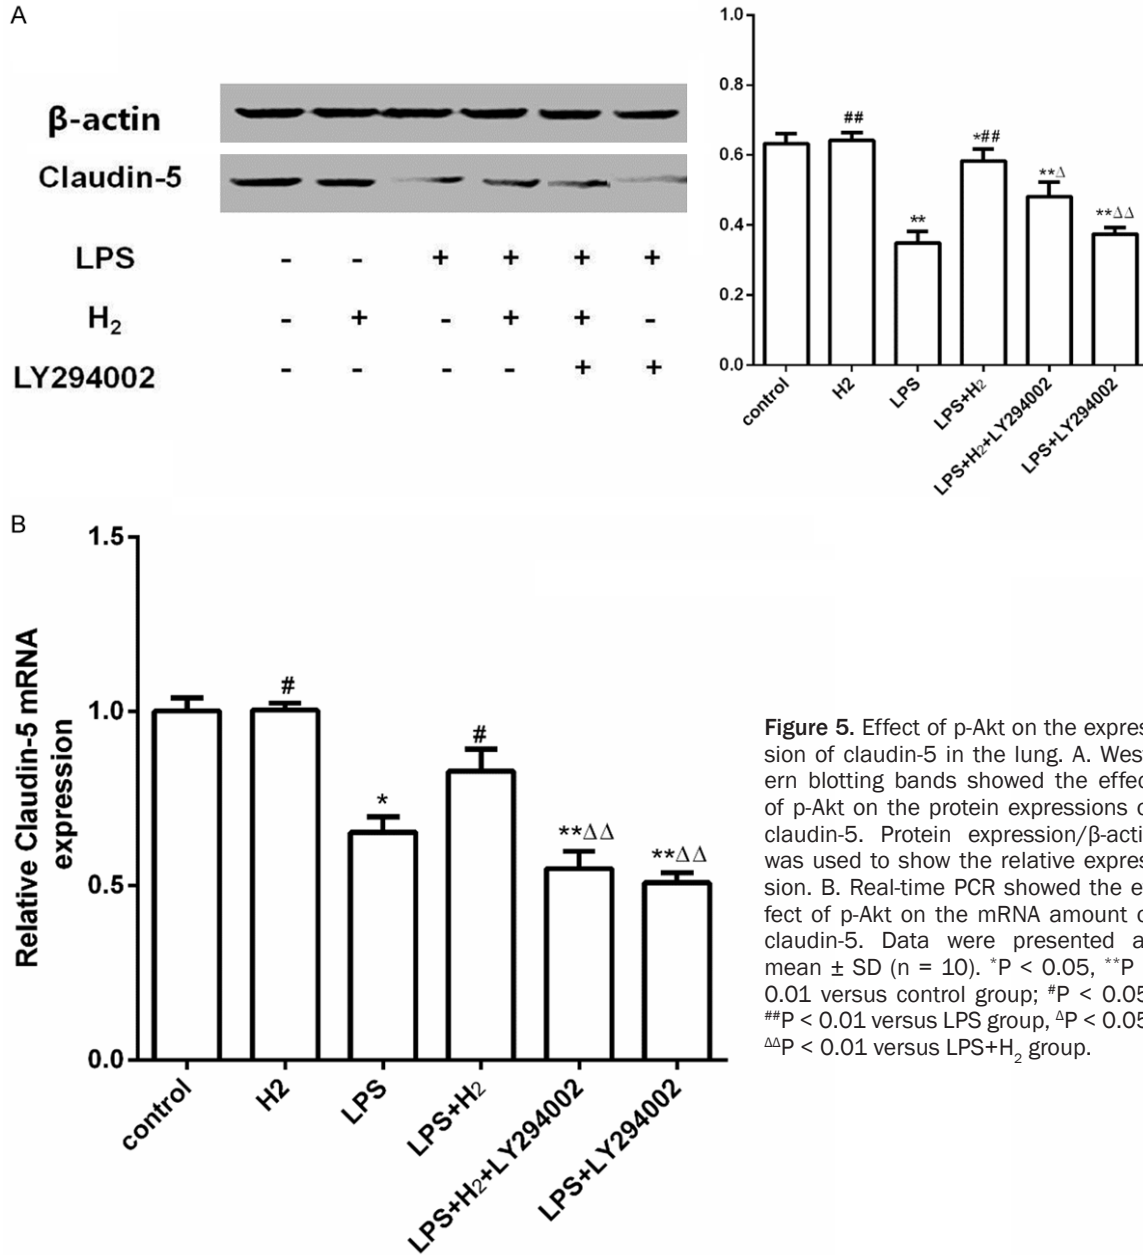 A
β-actin
Claudin-5
LPS - - + + + +
H₂ - + - + + -
LY294002 - - - - + +
1.0
0.8
0.6
0.4
0.2
0.0
##
**
*##
**Δ
**ΔΔ
control H2 LPS LPS+H₂ LPS+H₂+LY294002 LPS+LY294002
B
Relative Claudin-5 mRNA
expression
1.5
1.0
0.5
0.0
#
*
#
**ΔΔ
**ΔΔ
control H2 LPS LPS+H₂ LPS+H₂+LY294002 LPS+LY294002
Figure 5. Effect of p-Akt on the expres
sion of claudin-5 in the lung. A. West
ern blotting bands showed the effec
of p-Akt on the protein expressions o
claudin-5. Protein expression/β-acti
was used to show the relative expres
sion. B. Real-time PCR showed the e
fect of p-Akt on the mRNA amount o
claudin-5. Data were presented a
mean ± SD (n = 10). *P < 0.05, **P
0.01 versus control group; #P < 0.05
##P < 0.01 versus LPS group, ΔP < 0.05
ΔΔP < 0.01 versus LPS+H₂ group.